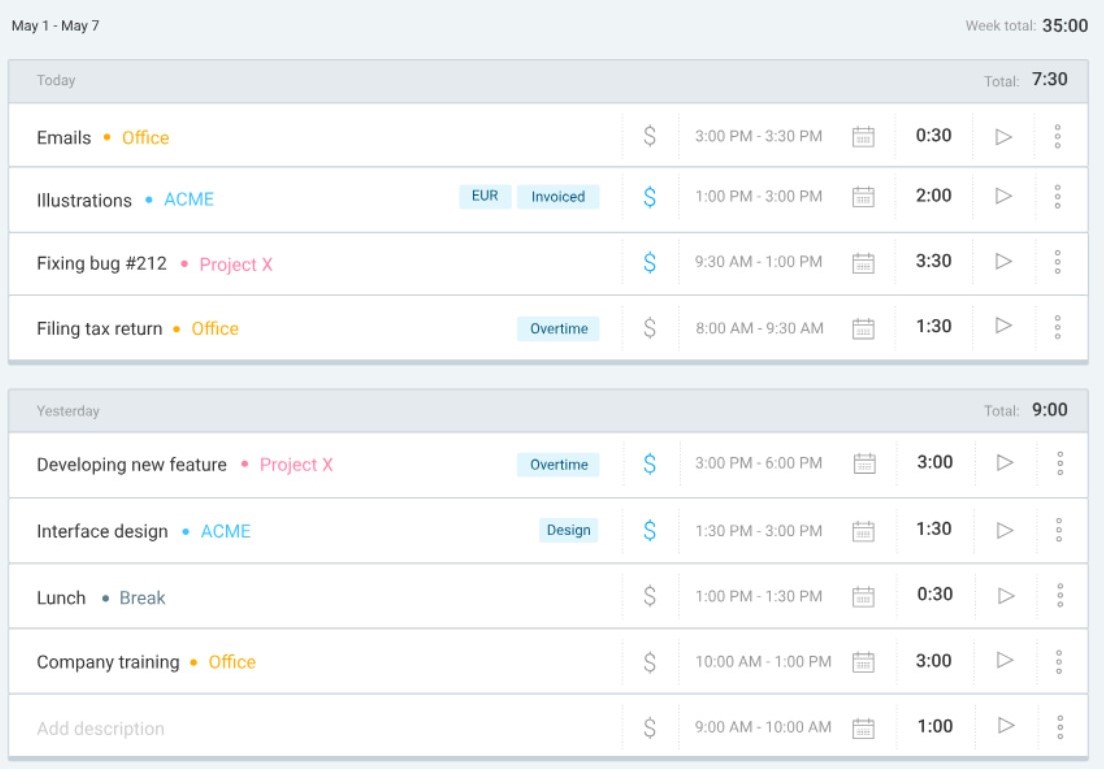 May 1 - May 7 Week total: 35:00
Today Total: 7:30
Emails • Office $ 3:00 PM - 3:30 PM 0:30
Illustrations • ACME EUR Invoiced $ 1:00 PM - 3:00 PM 2:00
Fixing bug #212 • Project X $ 9:30 AM - 1:00 PM 3:30
Filing tax return • Office Overtime $ 8:00 AM - 9:30 AM 1:30
Yesterday Total: 9:00
Developing new feature • Project X Overtime $ 3:00 PM - 6:00 PM 3:00
Interface design • ACME Design $ 1:30 PM - 3:00 PM 1:30
Lunch • Break $ 1:00 PM - 1:30 PM 0:30
Company training • Office $ 10:00 AM - 1:00 PM 3:00
Add description $ 9:00 AM - 10:00 AM 1:00